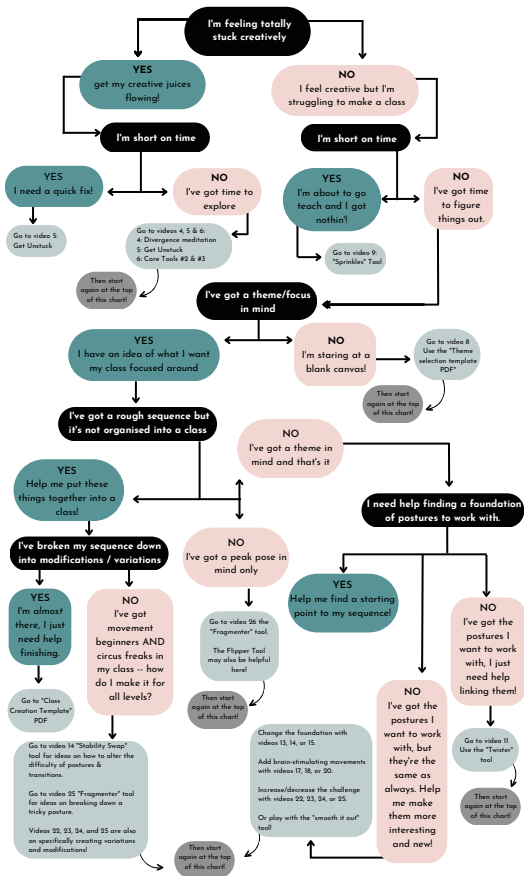 I'm feeling totally
stuck creatively
YES
get my creative juices
flowing!
NO
I feel creative but I'm
struggling to make a class
I'm short on time
I'm short on time
YES
I need a quick fix!
NO
I've got time to
explore
YES
I'm about to go
teach and I got
nothin'!
NO
I've got time
to figure
things out.
Go to video 5:
Get Unstuck
Go to videos 4, 5 & 6:
4: Divergence meditation
5: Get Unstuck
6: Core Tools #2 & #3
Go to video 9:
"Sprinkles" Tool
Then start
again at the top
of this chart!
I've got a theme/focus
in mind
YES
I have an idea of what I want
my class focused around
NO
I'm staring at a
blank canvas!
Go to video 8
Use the "Theme
selection template
PDF"
Then start
again at the top
of this chart!
I've got a rough sequence but
it's not organised into a class
NO
I've got a theme in
mind and that's it
YES
Help me put these
things together into a
class!
I need help finding a foundation
of postures to work with.
I've broken my sequence down
into modifications / variations
NO
I've got a peak pose in
mind only
YES
Help me find a starting
point to my sequence!
YES
I'm almost
there, I just
need help
finishing.
NO
I've got
movement
beginners AND
circus freaks in
my class -- how
do I make it for
all levels?
Go to video 26 the
"Fragmenter" tool.
The Flipper Tool
may also be helpful
here!
NO
I've got the
postures I
want to work
with, I just
need help
linking them!
Go to "Class
Creation Template"
PDF
Then start
again at the top
of this chart!
NO
I've got the
postures I
want to work
with, but
they're the
same as
always. Help
me make
them more
interesting
and new!
Go to video 11
Use the "Twister"
tool
Then start
again at the top
of this chart!
Go to video 14 "Stability Swap"
tool for ideas on how to alter the
difficulty of postures &
transitions.
Go to video 25 "Fragmenter" tool
for ideas on breaking down a
tricky posture.
Videos 22, 23, 24, and 25 are also
on specifically creating variations
and modifications!
Change the foundation with
videos 13, 14, or 15.
Add brain-stimulating movements
with videos 17, 18, or 20.
Increase/decrease the challenge
with videos 22, 23, 24, or 25.
Or play with the "smooth it out"
tool!
Then start
again at the top
of this chart!